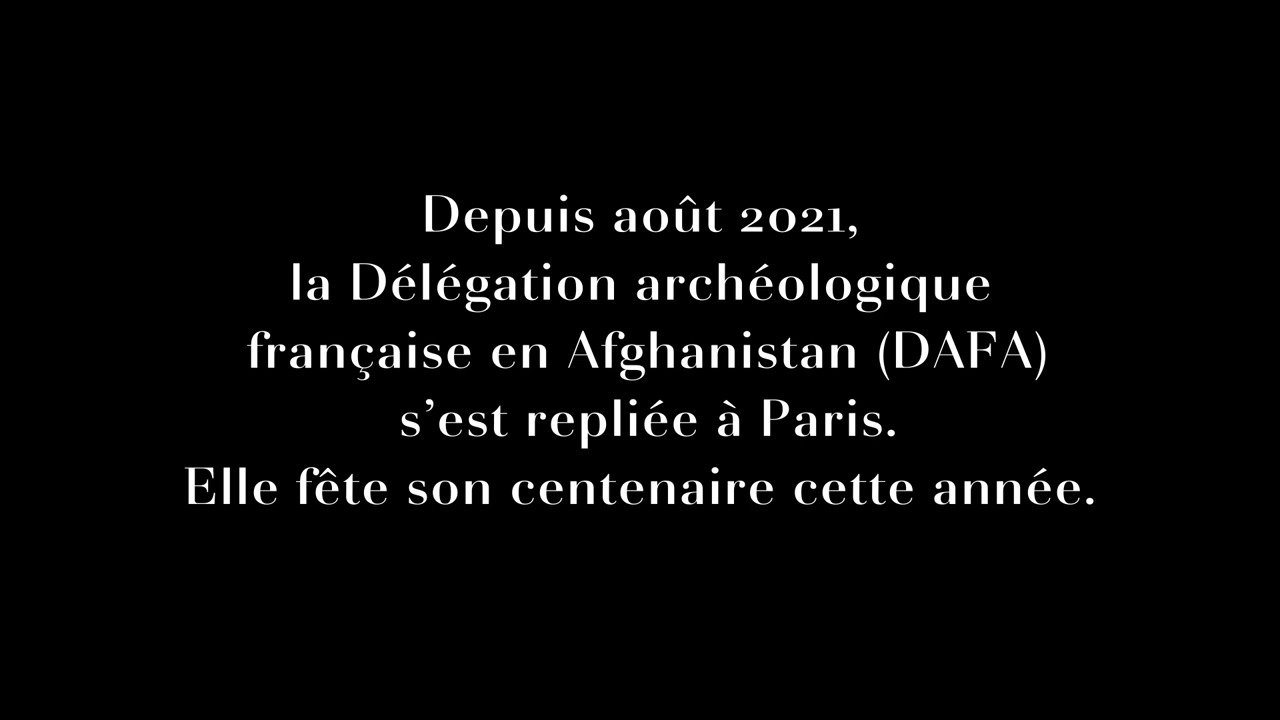 Depuis août 2021,
la Délégation archéologique
française en Afghanistan (DAFA)
s’est repliée à Paris.
Elle fête son centenaire cette année.